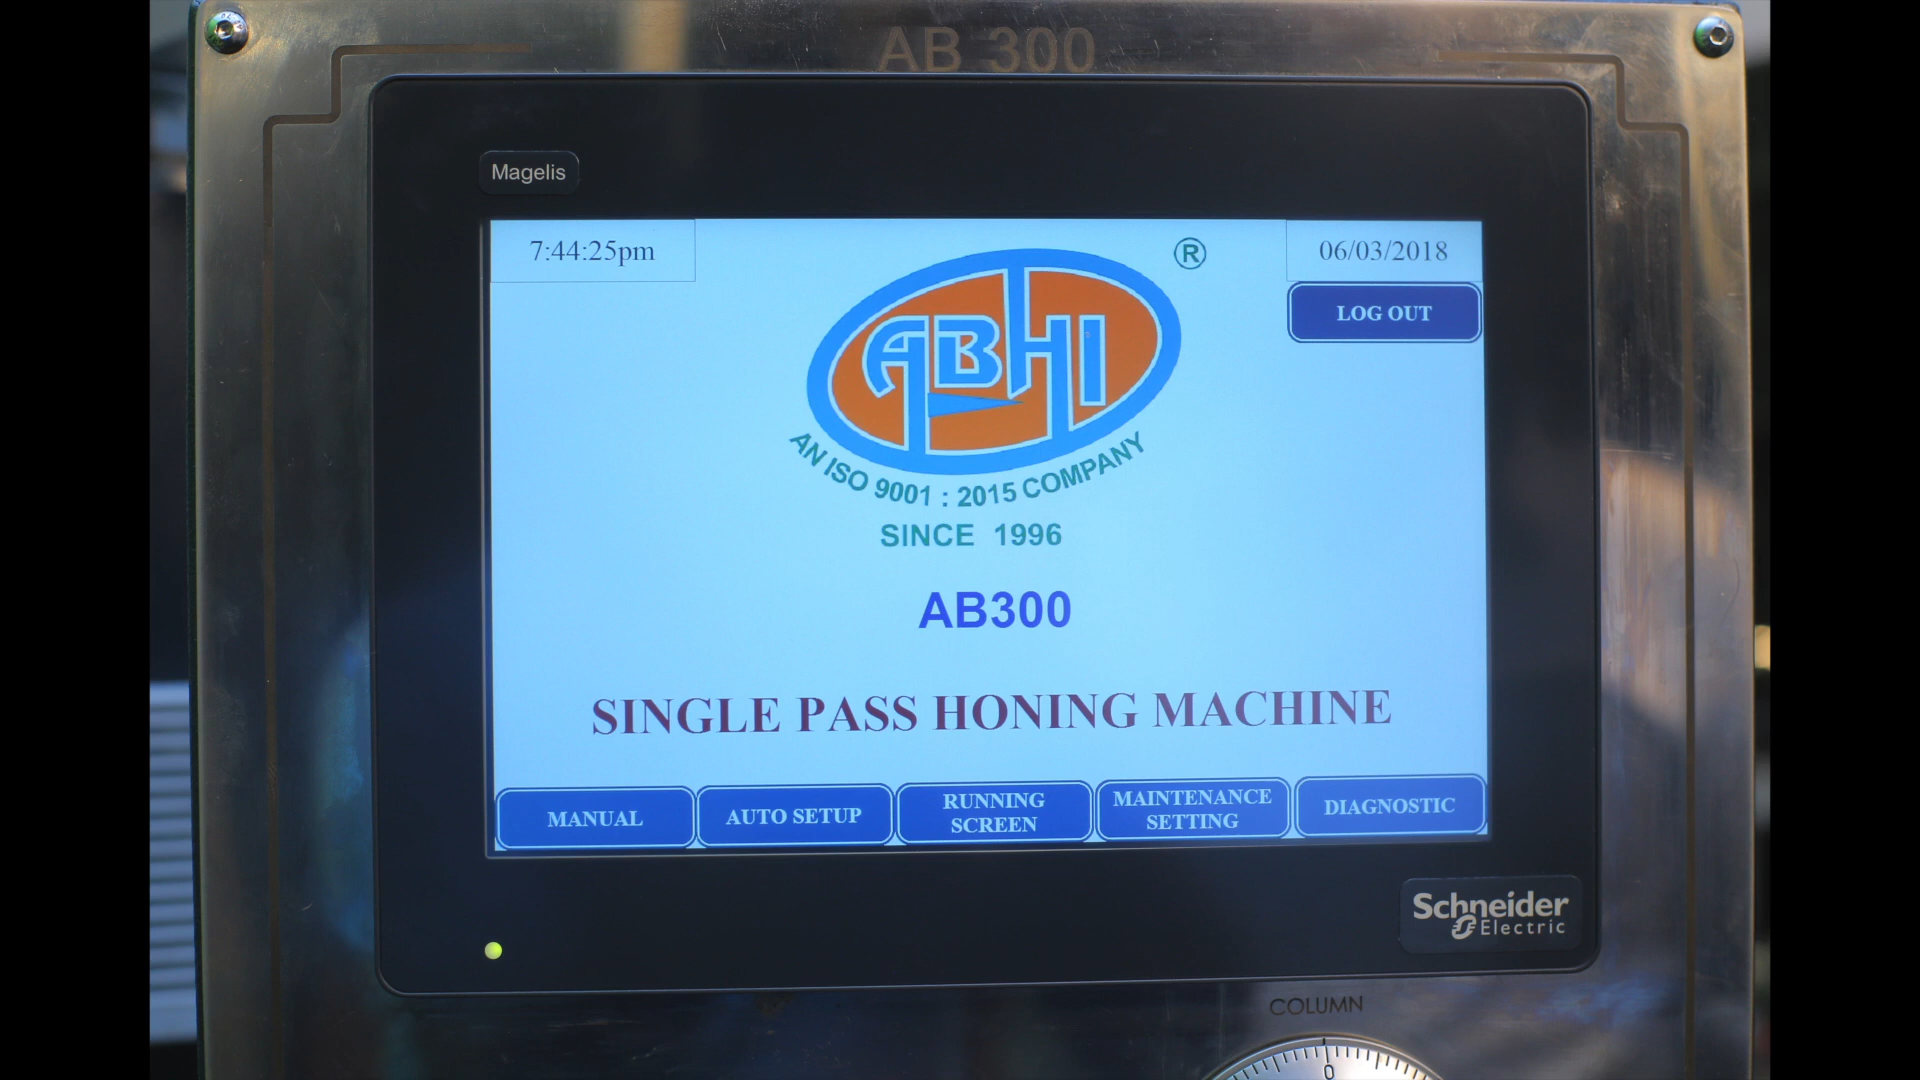 AB 300
Magelis
7:44:25pm
06/03/2018
®
LOG OUT
ABHI
AN ISO 9001 : 2015 COMPANY
SINCE 1996
AB300
SINGLE PASS HONING MACHINE
MANUAL
AUTO SETUP
RUNNING
SCREEN
MAINTENANCE
SETTING
DIAGNOSTIC
Schneider
Electric
COLUMN
0